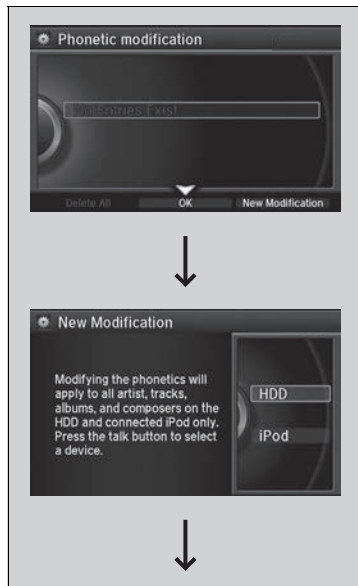 Phonetic modification
No Entries Exist
Delete All OK New Modification
New Modification
Modifying the phonetics will
apply to all artist, tracks,
albums, and composers on the
HDD and connected iPod only.
Press the talk button to select
a device.
HDD
iPod